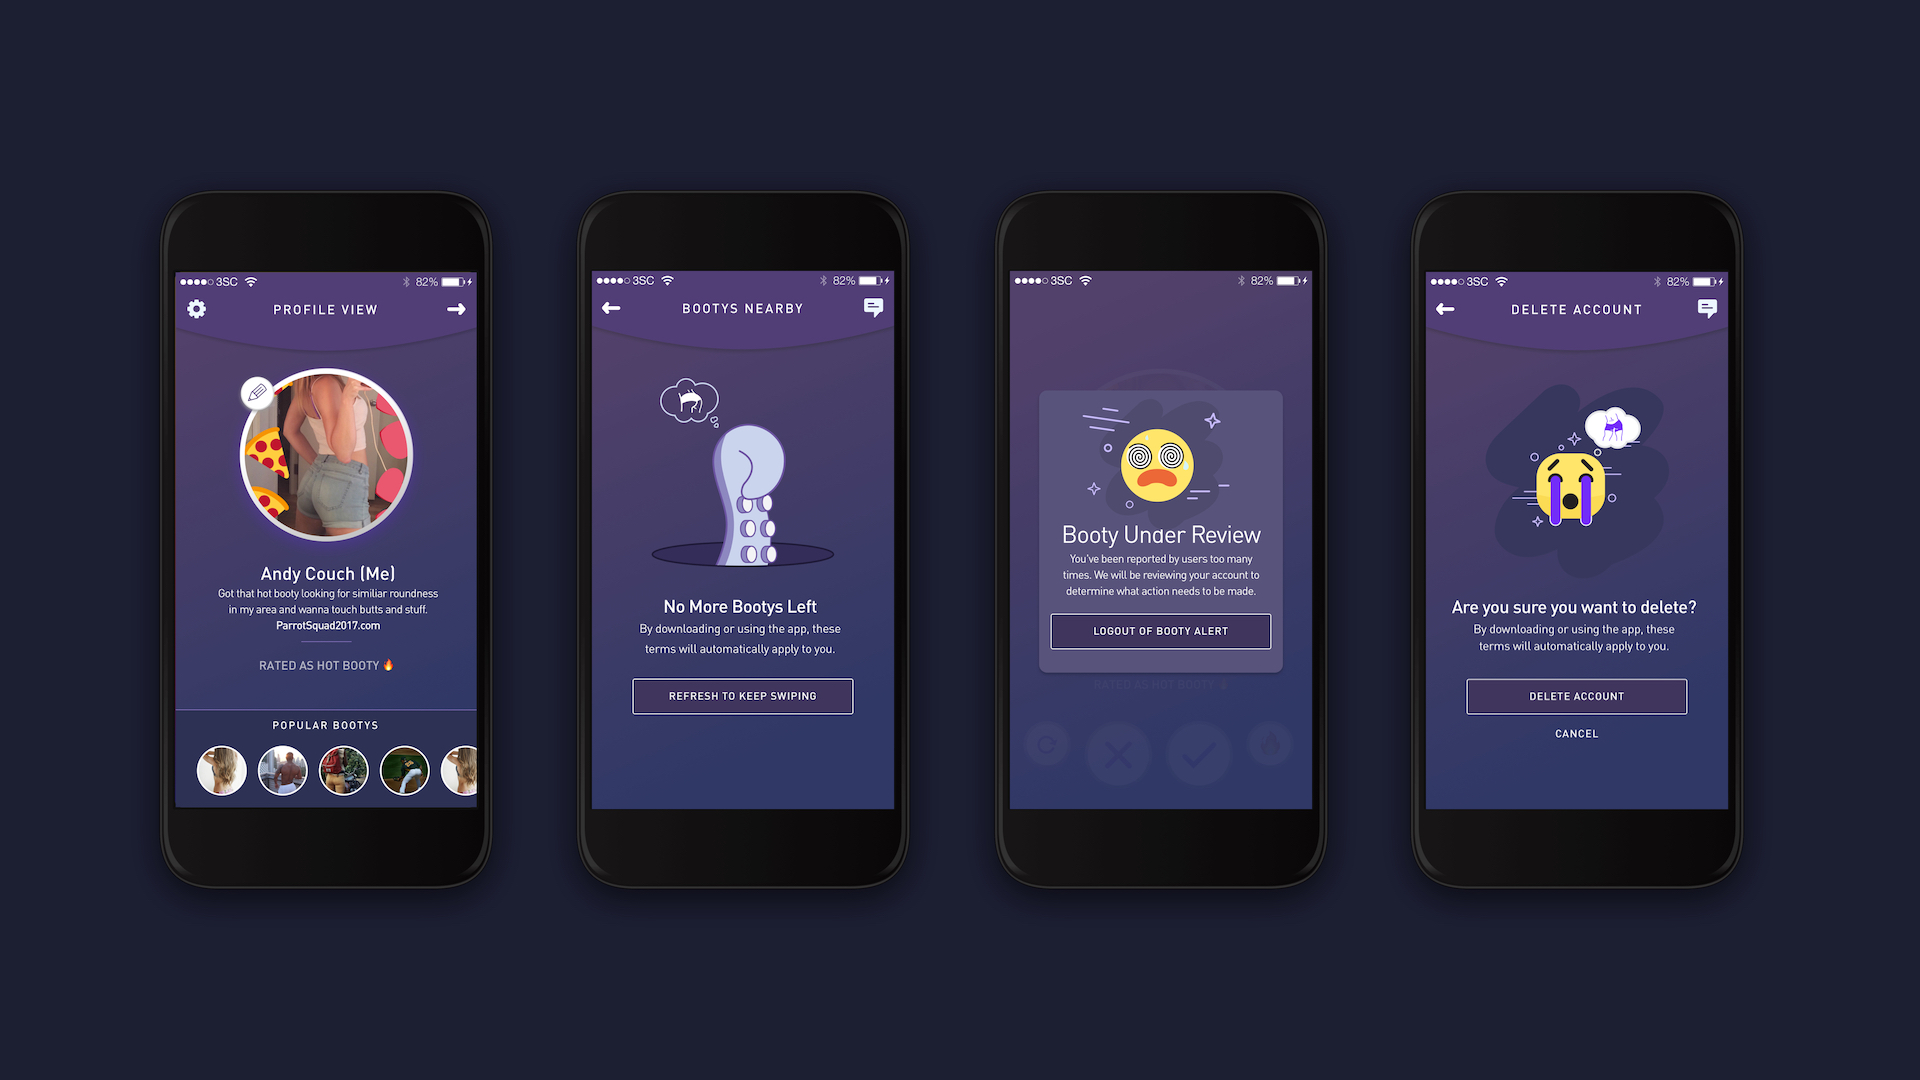 3SC
82%
PROFILE VIEW
Andy Couch (Me)
Got that hot booty looking for similiar roundness
in my area and wanna touch butts and stuff.
ParrotSquad2017.com
RATED AS HOT BOOTY 🔥
POPULAR BOOTYS
3SC
82%
BOOTYS NEARBY
No More Bootys Left
By downloading or using the app, these
terms will automatically apply to you.
REFRESH TO KEEP SWIPING
3SC
82%
Booty Under Review
You've been reported by users too many
times. We will be reviewing your account to
determine what action needs to be made.
LOGOUT OF BOOTY ALERT
RATED AS HOT BOOTY
3SC
82%
DELETE ACCOUNT
Are you sure you want to delete?
By downloading or using the app, these
terms will automatically apply to you.
DELETE ACCOUNT
CANCEL